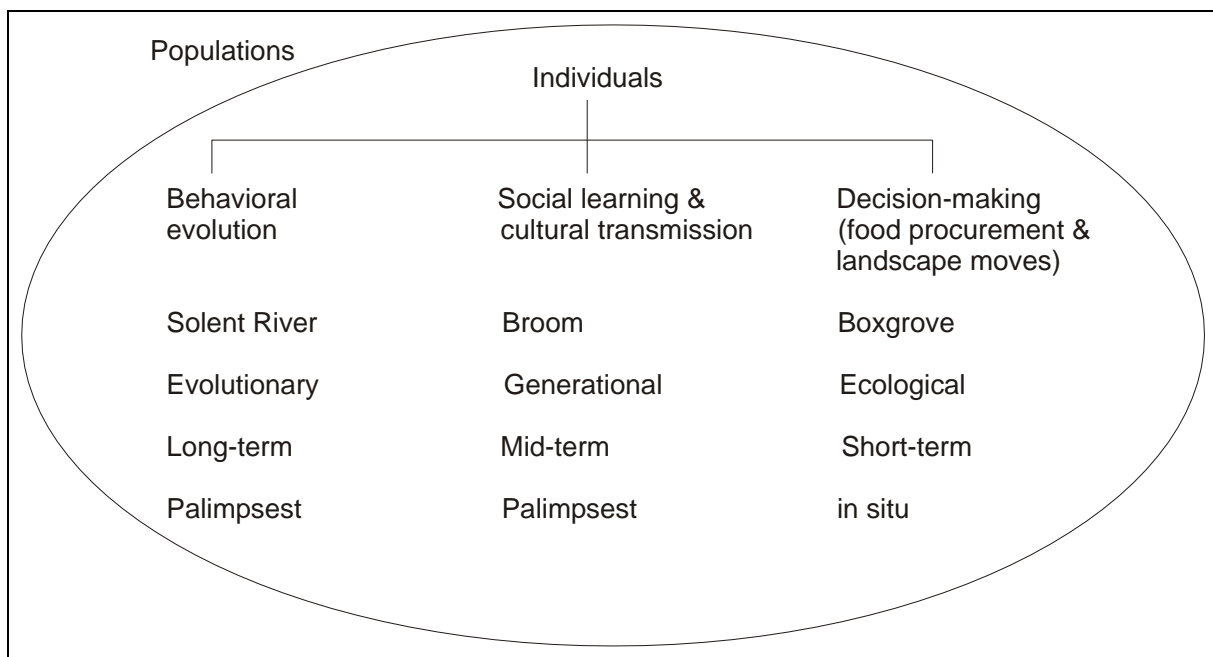 Populations
Individuals
Behavioral
evolution
Social learning &
cultural transmission
Decision-making
(food procurement &
landscape moves)
Solent River
Broom
Boxgrove
Evolutionary
Generational
Ecological
Long-term
Mid-term
Short-term
Palimpsest
Palimpsest
in situ